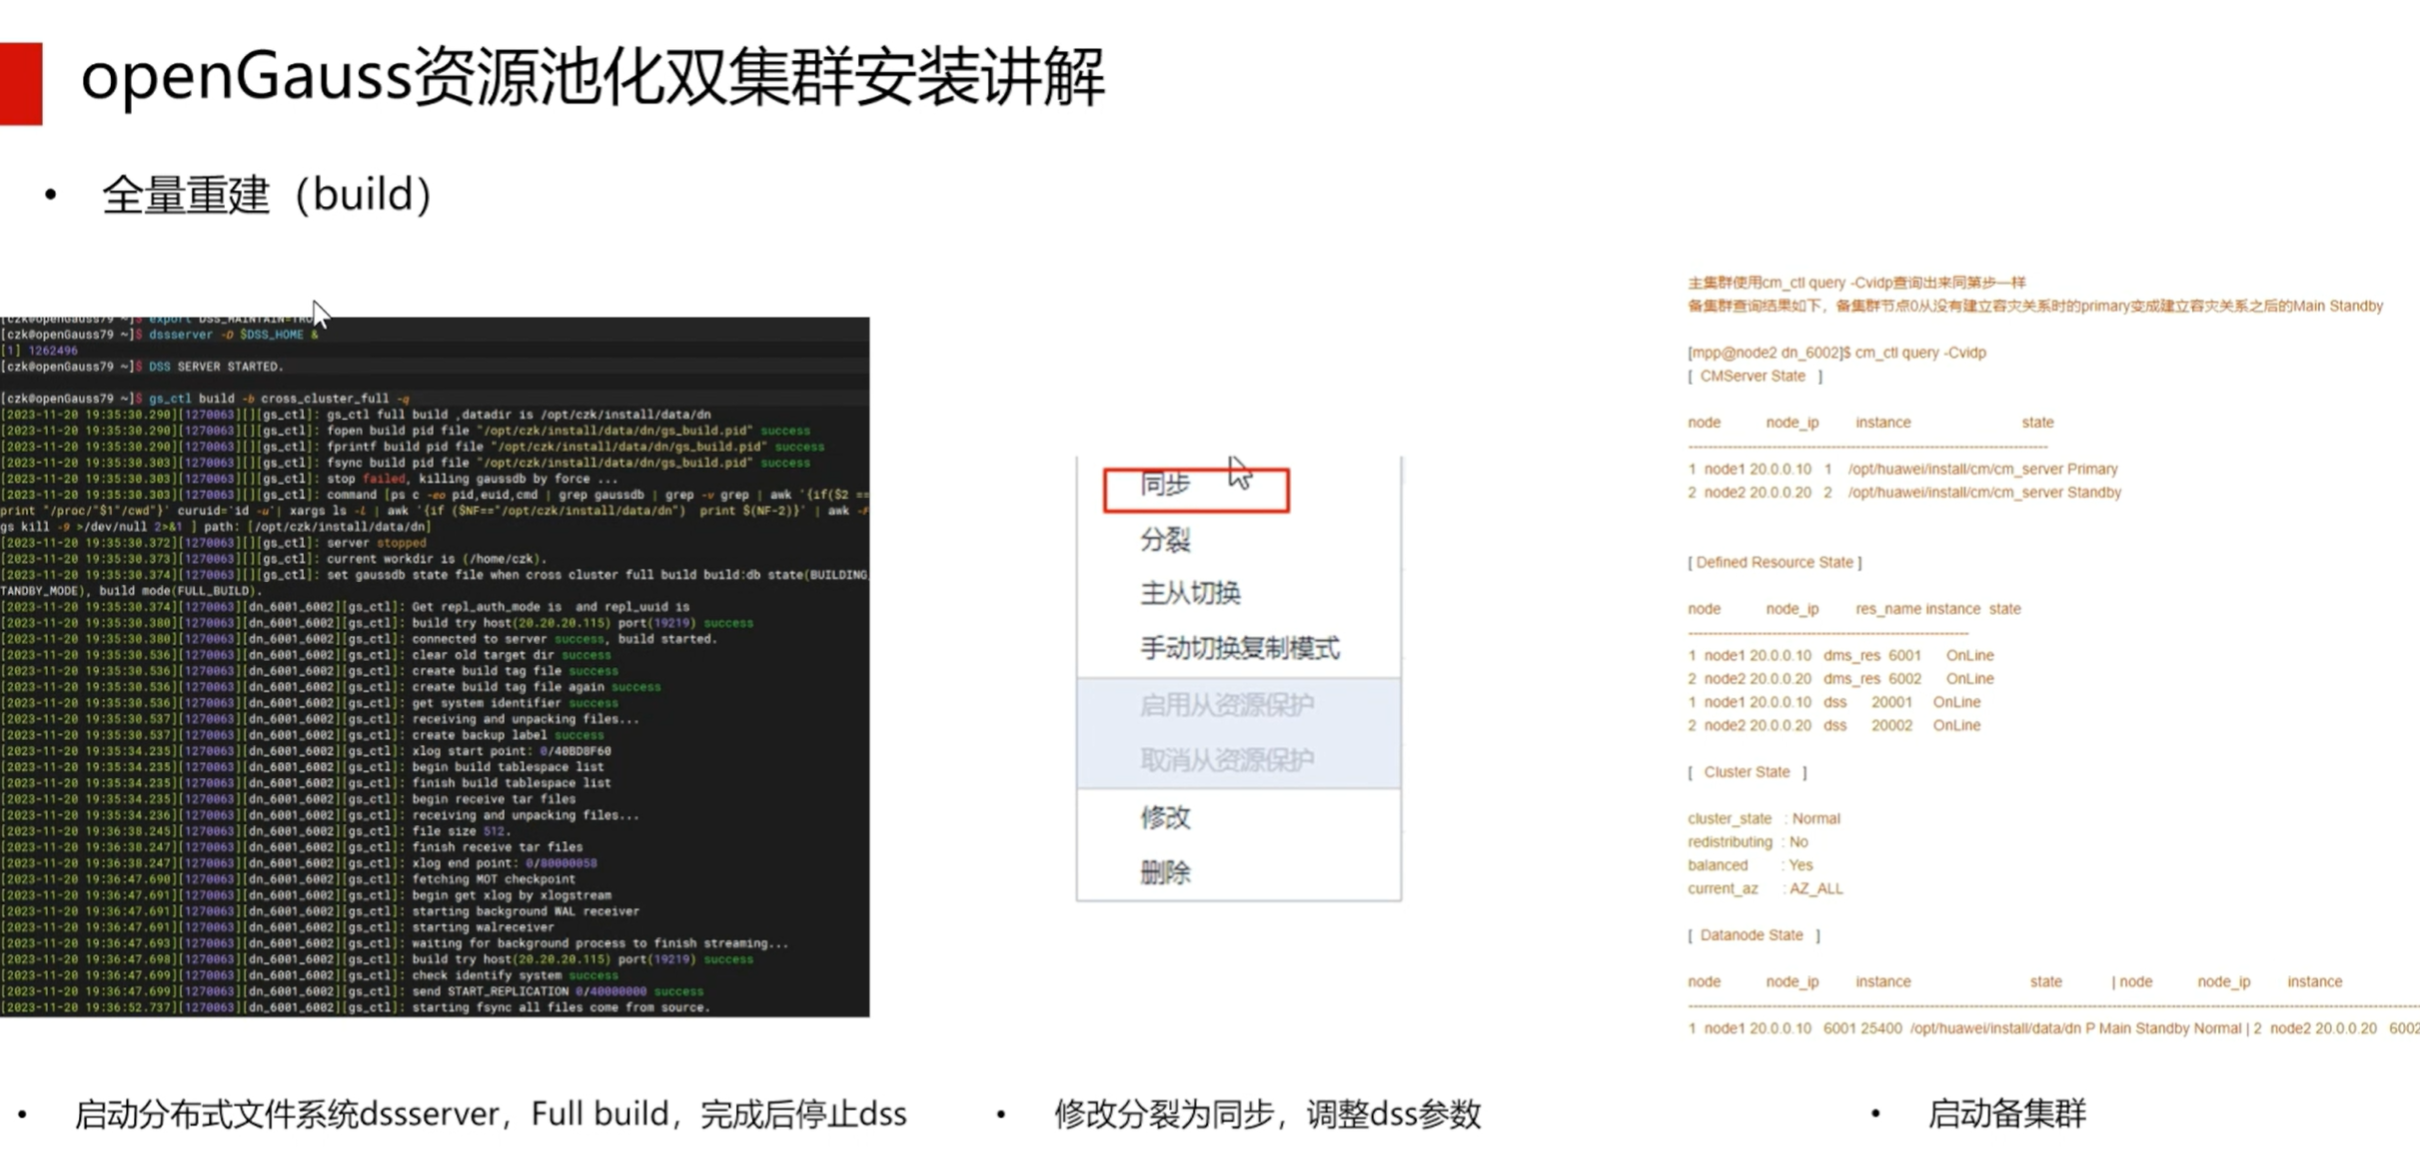 openGauss资源池化双集群安装讲解
• 全量重建（build）
[czk@openGauss79 ~]$ export DSS_MAINTAIN=TRU
[czk@openGauss79 ~]$ dssserver -D $DSS_HOME &
[1] 1262496
[czk@openGauss79 ~]$ DSS SERVER STARTED.
[czk@openGauss79 ~]$ gs_ctl build -b cross_cluster_full -q
[2023-11-20 19:35:30.290][1270063][][gs_ctl]: gs_ctl full build ,datadir is /opt/czk/install/data/dn
[2023-11-20 19:35:30.290][1270063][][gs_ctl]: fopen build pid file "/opt/czk/install/data/dn/gs_build.pid" success
[2023-11-20 19:35:30.290][1270063][][gs_ctl]: fprintf build pid file "/opt/czk/install/data/dn/gs_build.pid" success
[2023-11-20 19:35:30.303][1270063][][gs_ctl]: fsync build pid file "/opt/czk/install/data/dn/gs_build.pid" success
[2023-11-20 19:35:30.303][1270063][][gs_ctl]: stop failed, killing gaussdb by force ...
[2023-11-20 19:35:30.303][1270063][][gs_ctl]: command [ps c -eo pid,euid,cmd | grep gaussdb | grep -v grep | awk '{if($2 ==
print "/proc/"$1"/cwd"}' curuid=`id -u`| xargs ls -l | awk '{if ($NF=="/opt/czk/install/data/dn")  print $(NF-2)}' | awk -F
gs kill -9 >/dev/null 2>&1 ] path: [/opt/czk/install/data/dn]
[2023-11-20 19:35:30.372][1270063][][gs_ctl]: server stopped
[2023-11-20 19:35:30.373][1270063][][gs_ctl]: current workdir is (/home/czk).
[2023-11-20 19:35:30.374][1270063][][gs_ctl]: set gaussdb state file when cross cluster full build build:db state(BUILDING
TANDBY_MODE), build mode(FULL_BUILD).
[2023-11-20 19:35:30.374][1270063][dn_6001_6002][gs_ctl]: Get repl_auth_mode is  and repl_uuid is
[2023-11-20 19:35:30.380][1270063][dn_6001_6002][gs_ctl]: build try host(20.20.20.115) port(19219) success
[2023-11-20 19:35:30.380][1270063][dn_6001_6002][gs_ctl]: connected to server success, build started.
[2023-11-20 19:35:30.536][1270063][dn_6001_6002][gs_ctl]: clear old target dir success
[2023-11-20 19:35:30.536][1270063][dn_6001_6002][gs_ctl]: create build tag file success
[2023-11-20 19:35:30.536][1270063][dn_6001_6002][gs_ctl]: create build tag file again success
[2023-11-20 19:35:30.536][1270063][dn_6001_6002][gs_ctl]: get system identifier success
[2023-11-20 19:35:30.537][1270063][dn_6001_6002][gs_ctl]: receiving and unpacking files...
[2023-11-20 19:35:30.537][1270063][dn_6001_6002][gs_ctl]: create backup label success
[2023-11-20 19:35:34.235][1270063][dn_6001_6002][gs_ctl]: xlog start point: 0/40BD8F60
[2023-11-20 19:35:34.235][1270063][dn_6001_6002][gs_ctl]: begin build tablespace list
[2023-11-20 19:35:34.235][1270063][dn_6001_6002][gs_ctl]: finish build tablespace list
[2023-11-20 19:35:34.235][1270063][dn_6001_6002][gs_ctl]: begin receive tar files
[2023-11-20 19:35:34.236][1270063][dn_6001_6002][gs_ctl]: receiving and unpacking files...
[2023-11-20 19:36:38.245][1270063][dn_6001_6002][gs_ctl]: file size 512.
[2023-11-20 19:36:38.247][1270063][dn_6001_6002][gs_ctl]: finish receive tar files
[2023-11-20 19:36:38.247][1270063][dn_6001_6002][gs_ctl]: xlog end point: 0/80000058
[2023-11-20 19:36:47.690][1270063][dn_6001_6002][gs_ctl]: fetching MOT checkpoint
[2023-11-20 19:36:47.691][1270063][dn_6001_6002][gs_ctl]: begin get xlog by xlogstream
[2023-11-20 19:36:47.691][1270063][dn_6001_6002][gs_ctl]: starting background WAL receiver
[2023-11-20 19:36:47.691][1270063][dn_6001_6002][gs_ctl]: starting walreceiver
[2023-11-20 19:36:47.693][1270063][dn_6001_6002][gs_ctl]: waiting for background process to finish streaming...
[2023-11-20 19:36:47.698][1270063][dn_6001_6002][gs_ctl]: build try host(20.20.20.115) port(19219) success
[2023-11-20 19:36:47.699][1270063][dn_6001_6002][gs_ctl]: check identify system success
[2023-11-20 19:36:47.699][1270063][dn_6001_6002][gs_ctl]: send START_REPLICATION 0/40000000 success
[2023-11-20 19:36:52.737][1270063][dn_6001_6002][gs_ctl]: starting fsync all files come from source.
• 启动分布式文件系统dssserver，Full build，完成后停止dss
同步
分裂
主从切换
手动切换复制模式
启用从资源保护
取消从资源保护
修改
删除
• 修改分裂为同步，调整dss参数
主集群使用cm_ctl query -Cvidp查询出来同第步一样
备集群查询结果如下，备集群节点0从没有建立容灾关系时的primary变成建立容灾关系之后的Main Standby
[mpp@node2 dn_6002]$ cm_ctl query -Cvidp
[ CMServer State ]
node node_ip instance state
1 node1 20.0.0.10 1 /opt/huawei/install/cm/cm_server Primary
2 node2 20.0.0.20 2 /opt/huawei/install/cm/cm_server Standby
[ Defined Resource State ]
node node_ip res_name instance state
1 node1 20.0.0.10 dms_res 6001 OnLine
2 node2 20.0.0.20 dms_res 6002 OnLine
1 node1 20.0.0.10 dss 20001 OnLine
2 node2 20.0.0.20 dss 20002 OnLine
[ Cluster State ]
cluster_state : Normal
redistributing : No
balanced : Yes
current_az : AZ_ALL
[ Datanode State ]
node node_ip instance state | node node_ip instance
1 node1 20.0.0.10 6001 25400 /opt/huawei/install/data/dn P Main Standby Normal | 2 node2 20.0.0.20 6002
• 启动备集群